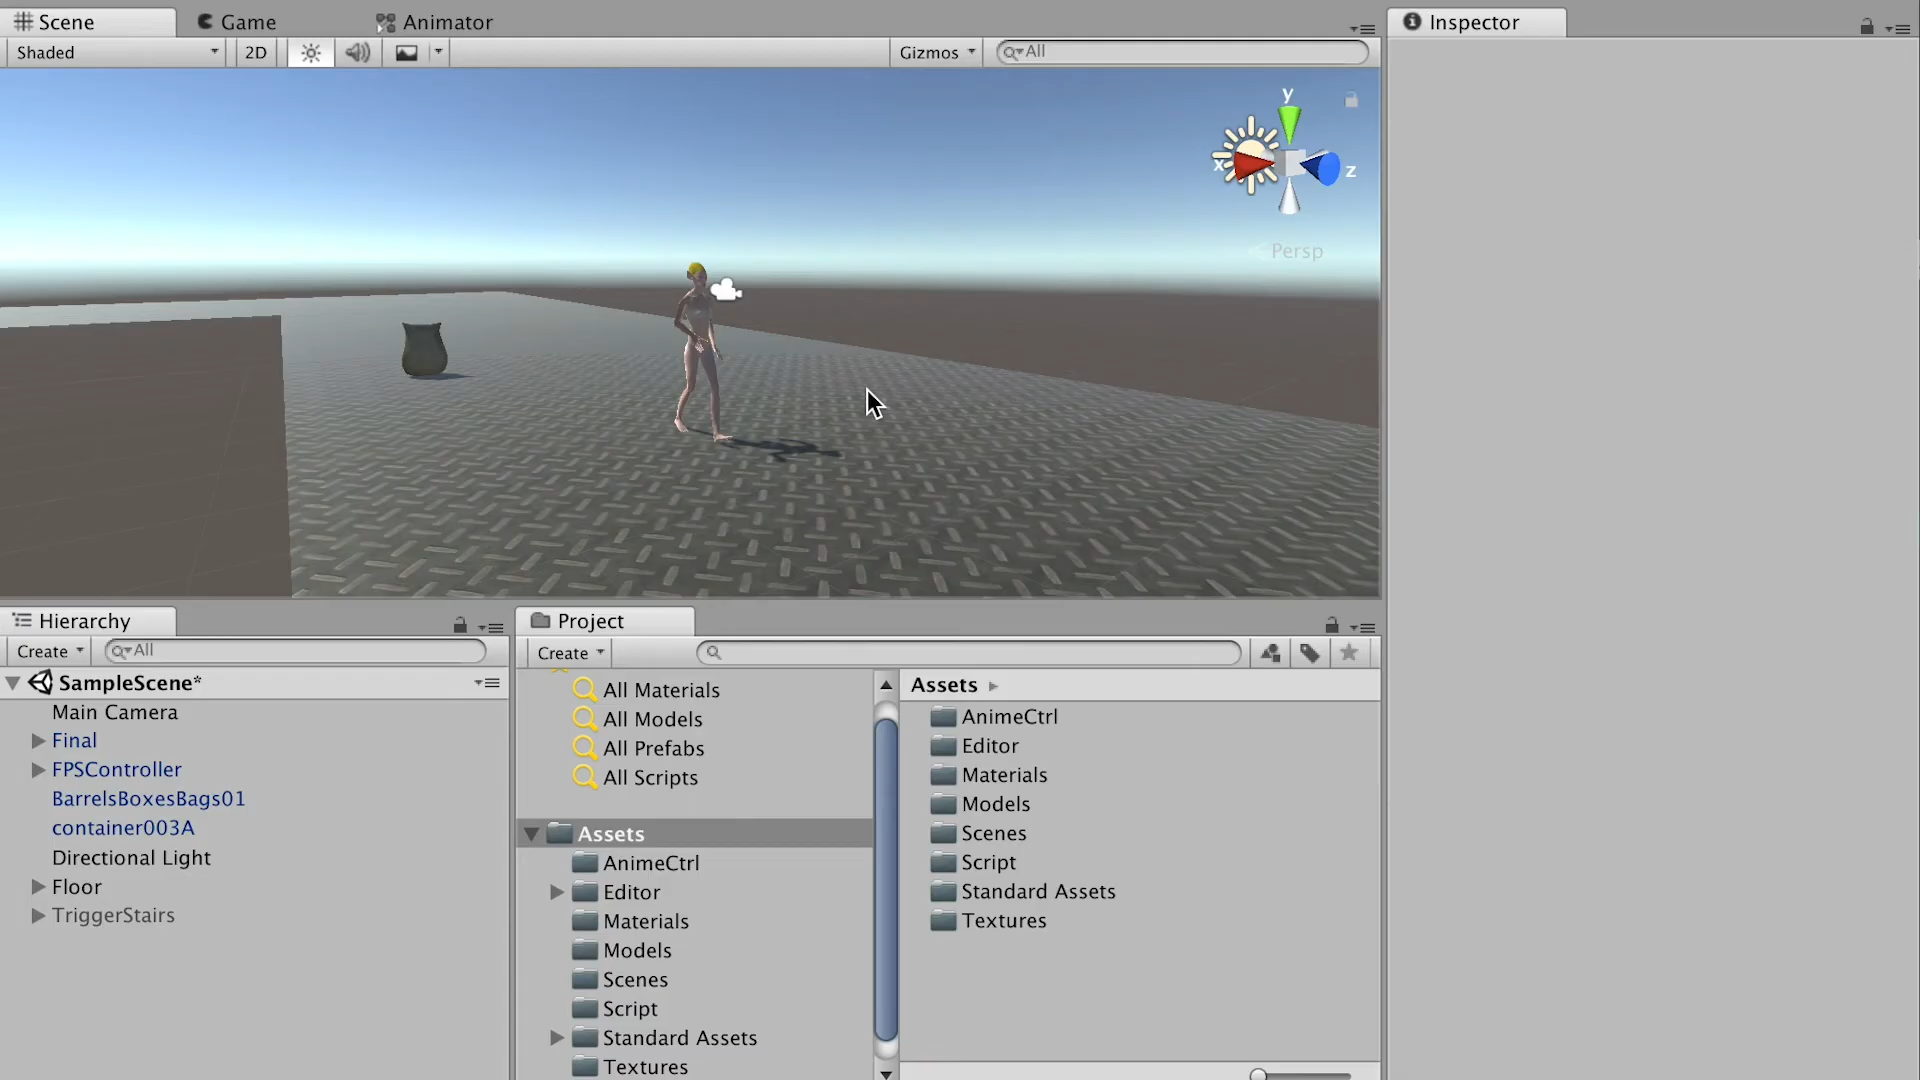 Scene
Game
Animator
Inspector
Shaded
2D
Gizmos
All
y
x
z
Persp
Hierarchy
Create
All
SampleScene*
Main Camera
Final
FPSController
BarrelsBoxesBags01
container003A
Directional Light
Floor
TriggerStairs
Project
Create
All Materials
All Models
All Prefabs
All Scripts
Assets
AnimeCtrl
Editor
Materials
Models
Scenes
Script
Standard Assets
Textures
Assets
AnimeCtrl
Editor
Materials
Models
Scenes
Script
Standard Assets
Textures